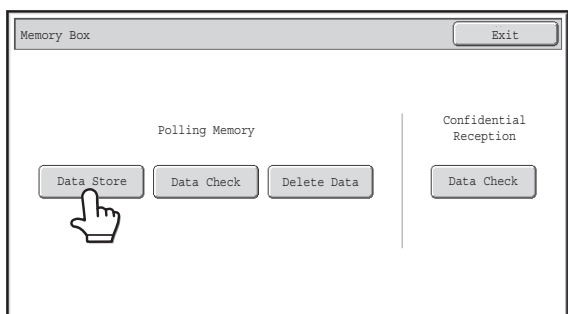 Memory Box
Exit
Polling Memory
Data Store
Data Check
Delete Data
Confidential
Reception
Data Check